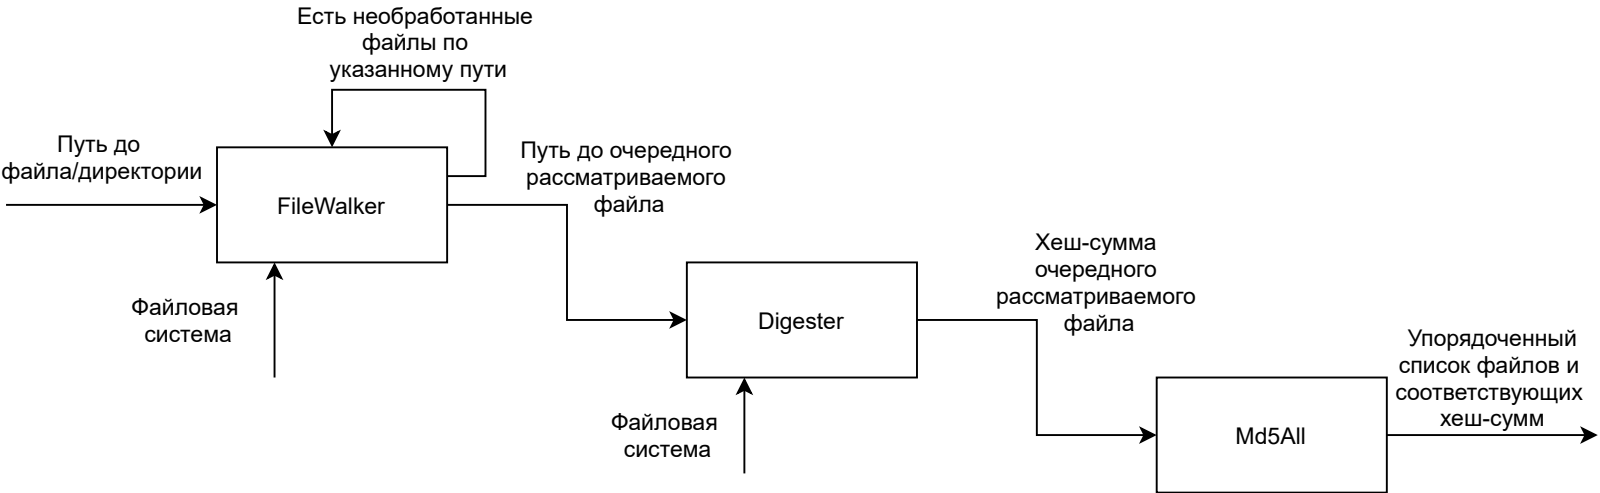 Есть необработанные
файлы по
указанному пути
Путь до
файла/директории
FileWalker
Путь до очередного
рассматриваемого
файла
Файловая
система
Хеш-сумма
очередного
рассматриваемого
файла
Digester
Файловая
система
Упорядоченный
список файлов и
соответствующих
хеш-сумм
Md5All